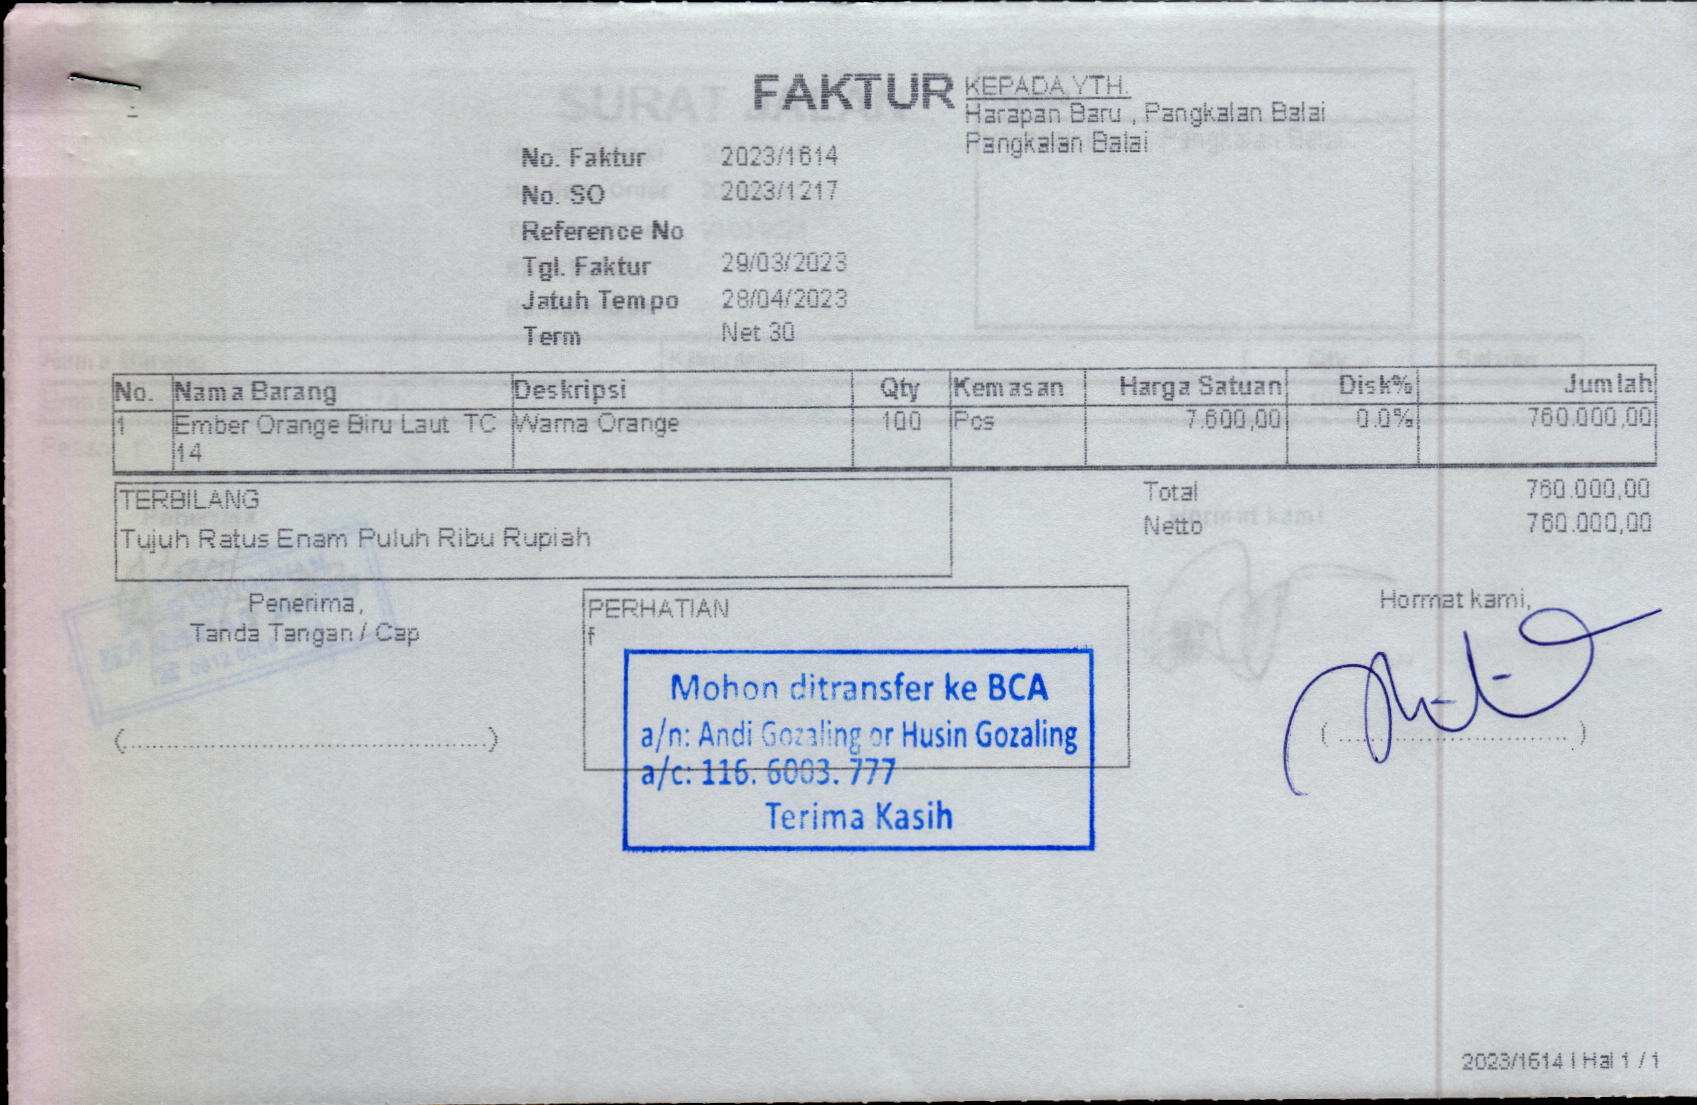 FAKTUR
KEPADA YTH.
Harapan Baru , Pangkalan Balai
Pangkalan Balai
No. Faktur 2023/1614
No. SO 2023/1217
Reference No
Tgl. Faktur 29/03/2023
Jatuh Tempo 28/04/2023
Term Net 30
No. Nama Barang Deskripsi Qty Kemasan Harga Satuan Disk% Jumlah
1 Ember Orange Biru Laut TC Warna Orange 100 Pcs 7.600,00 0.0% 760.000,00
14
TERBILANG
Tujuh Ratus Enam Puluh Ribu Rupiah
Total 760.000,00
Netto 760.000,00
Penerima,
Tanda Tangan / Cap
PERHATIAN
f
Mohon ditransfer ke BCA
a/n: Andi Gozaling or Husin Gozaling
a/c: 116. 6003. 777
Terima Kasih
Hormat kami,
(...............................................)
( .............................. )
2023/1614 | Hal 1 / 1